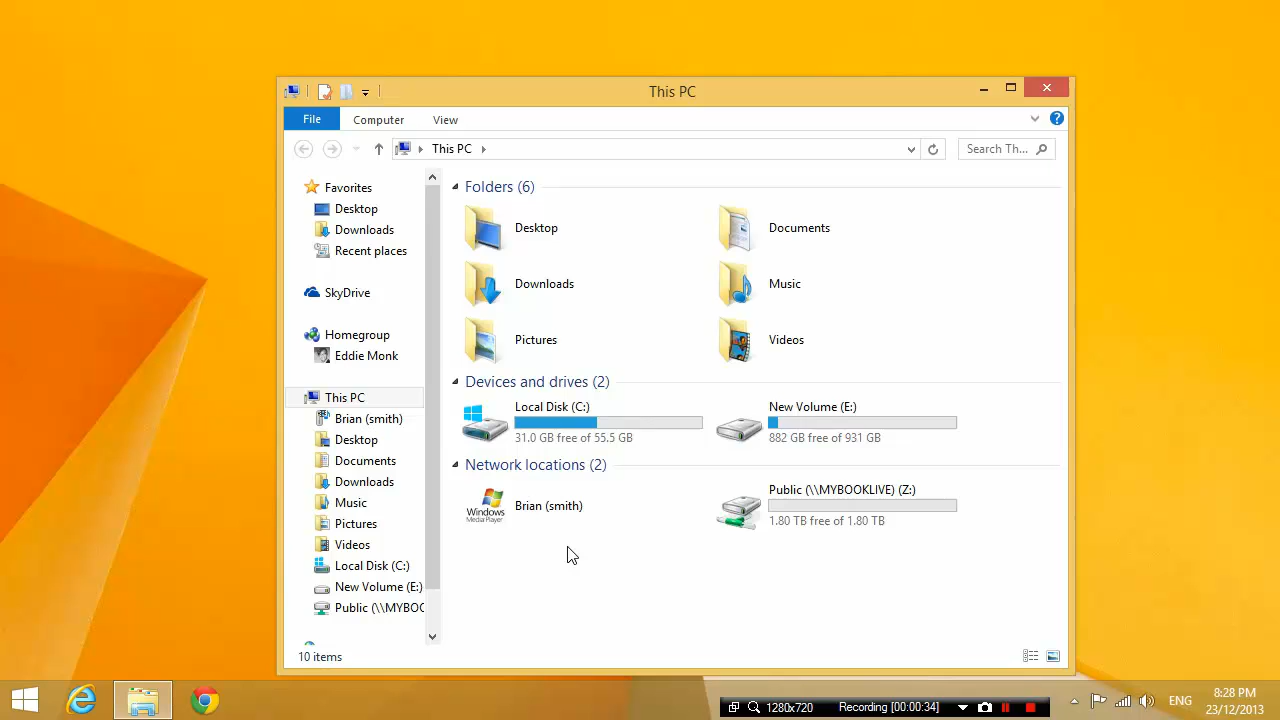 This PC
File
Computer
View
This PC
Search Th...
Favorites
Desktop
Downloads
Recent places
SkyDrive
Homegroup
Eddie Monk
This PC
Brian (smith)
Desktop
Documents
Downloads
Music
Pictures
Videos
Local Disk (C:)
New Volume (E:)
Public (\\MYBOO
Folders (6)
Desktop
Documents
Downloads
Music
Pictures
Videos
Devices and drives (2)
Local Disk (C:)
31.0 GB free of 55.5 GB
New Volume (E:)
882 GB free of 931 GB
Network locations (2)
Windows
Media Player
Brian (smith)
Public (\\MYBOOKLIVE) (Z:)
1.80 TB free of 1.80 TB
10 items
1280x720
Recording [00:00:34]
ENG
8:28 PM
23/12/2013